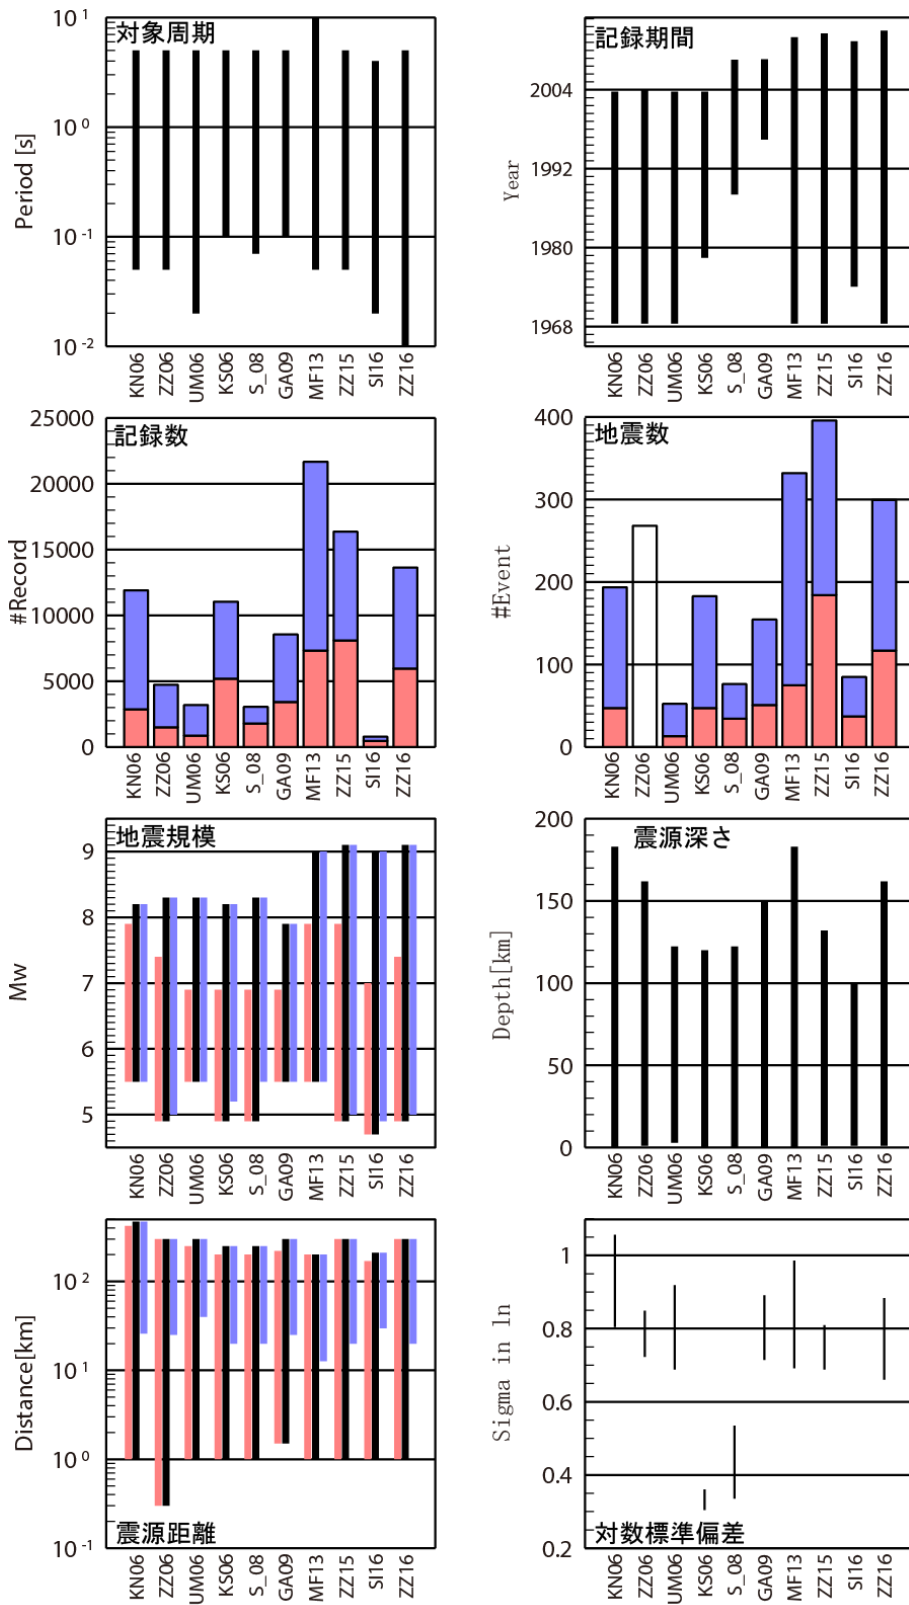 対象周期
Period [s]
10¹
10⁰
10⁻¹
10⁻²
KN06 ZZ06 UM06 KS06 S_08 GA09 MF13 ZZ15 SI16 ZZ16
記録期間
Year
2004
1992
1980
1968
KN06 ZZ06 UM06 KS06 S_08 GA09 MF13 ZZ15 SI16 ZZ16
記録数
#Record
25000
20000
15000
10000
5000
0
KN06 ZZ06 UM06 KS06 S_08 GA09 MF13 ZZ15 SI16 ZZ16
地震数
#Event
400
300
200
100
0
KN06 ZZ06 UM06 KS06 S_08 GA09 MF13 ZZ15 SI16 ZZ16
地震規模
Mw
9
8
7
6
5
KN06 ZZ06 UM06 KS06 S_08 GA09 MF13 ZZ15 SI16 ZZ16
震源深さ
Depth[km]
200
150
100
50
0
KN06 ZZ06 UM06 KS06 S_08 GA09 MF13 ZZ15 SI16 ZZ16
Distance[km]
10²
10¹
10⁰
10⁻¹
震源距離
KN06 ZZ06 UM06 KS06 S_08 GA09 MF13 ZZ15 SI16 ZZ16
Sigma in ln
1
0.8
0.6
0.4
0.2
対数標準偏差
KN06 ZZ06 UM06 KS06 S_08 GA09 MF13 ZZ15 SI16 ZZ16